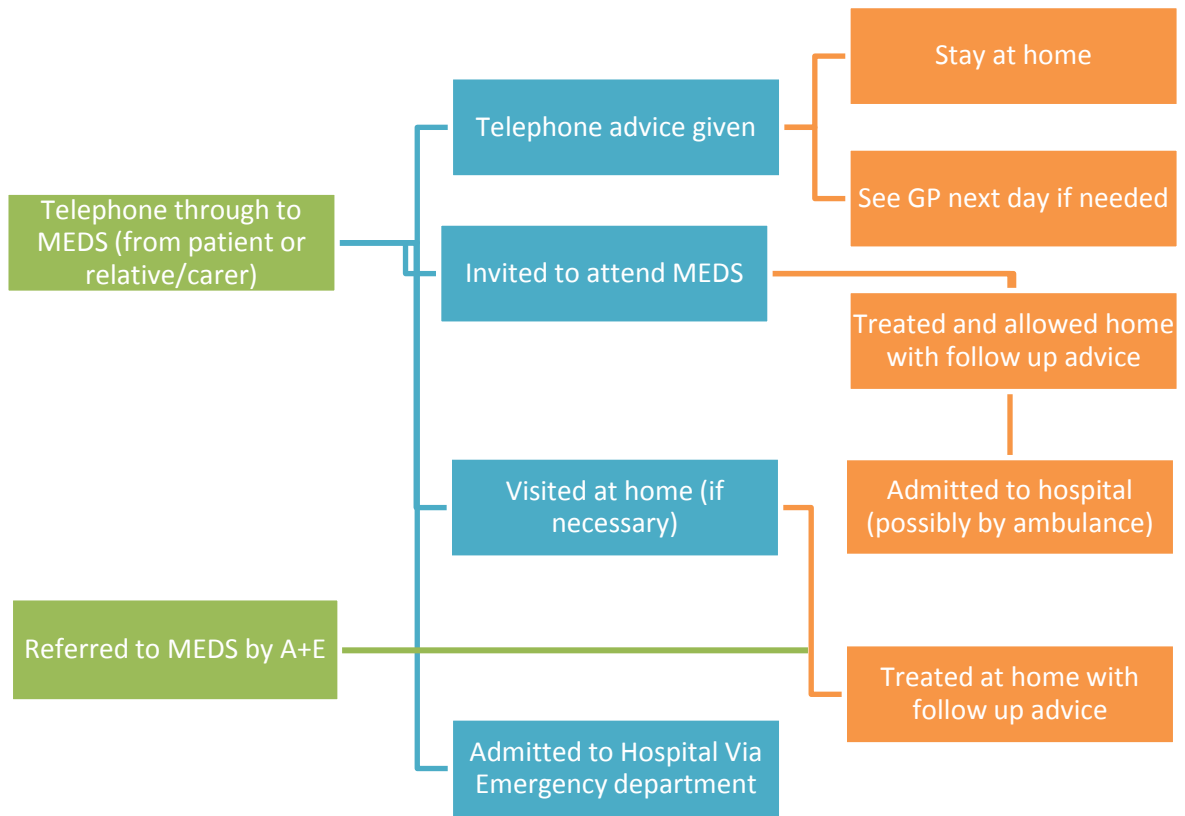 Telephone through to
MEDS (from patient or
relative/carer)
Referred to MEDS by A+E
Telephone advice given
Invited to attend MEDS
Visited at home (if
necessary)
Admitted to Hospital Via
Emergency department
Stay at home
See GP next day if needed
Treated and allowed home
with follow up advice
Admitted to hospital
(possibly by ambulance)
Treated at home with
follow up advice